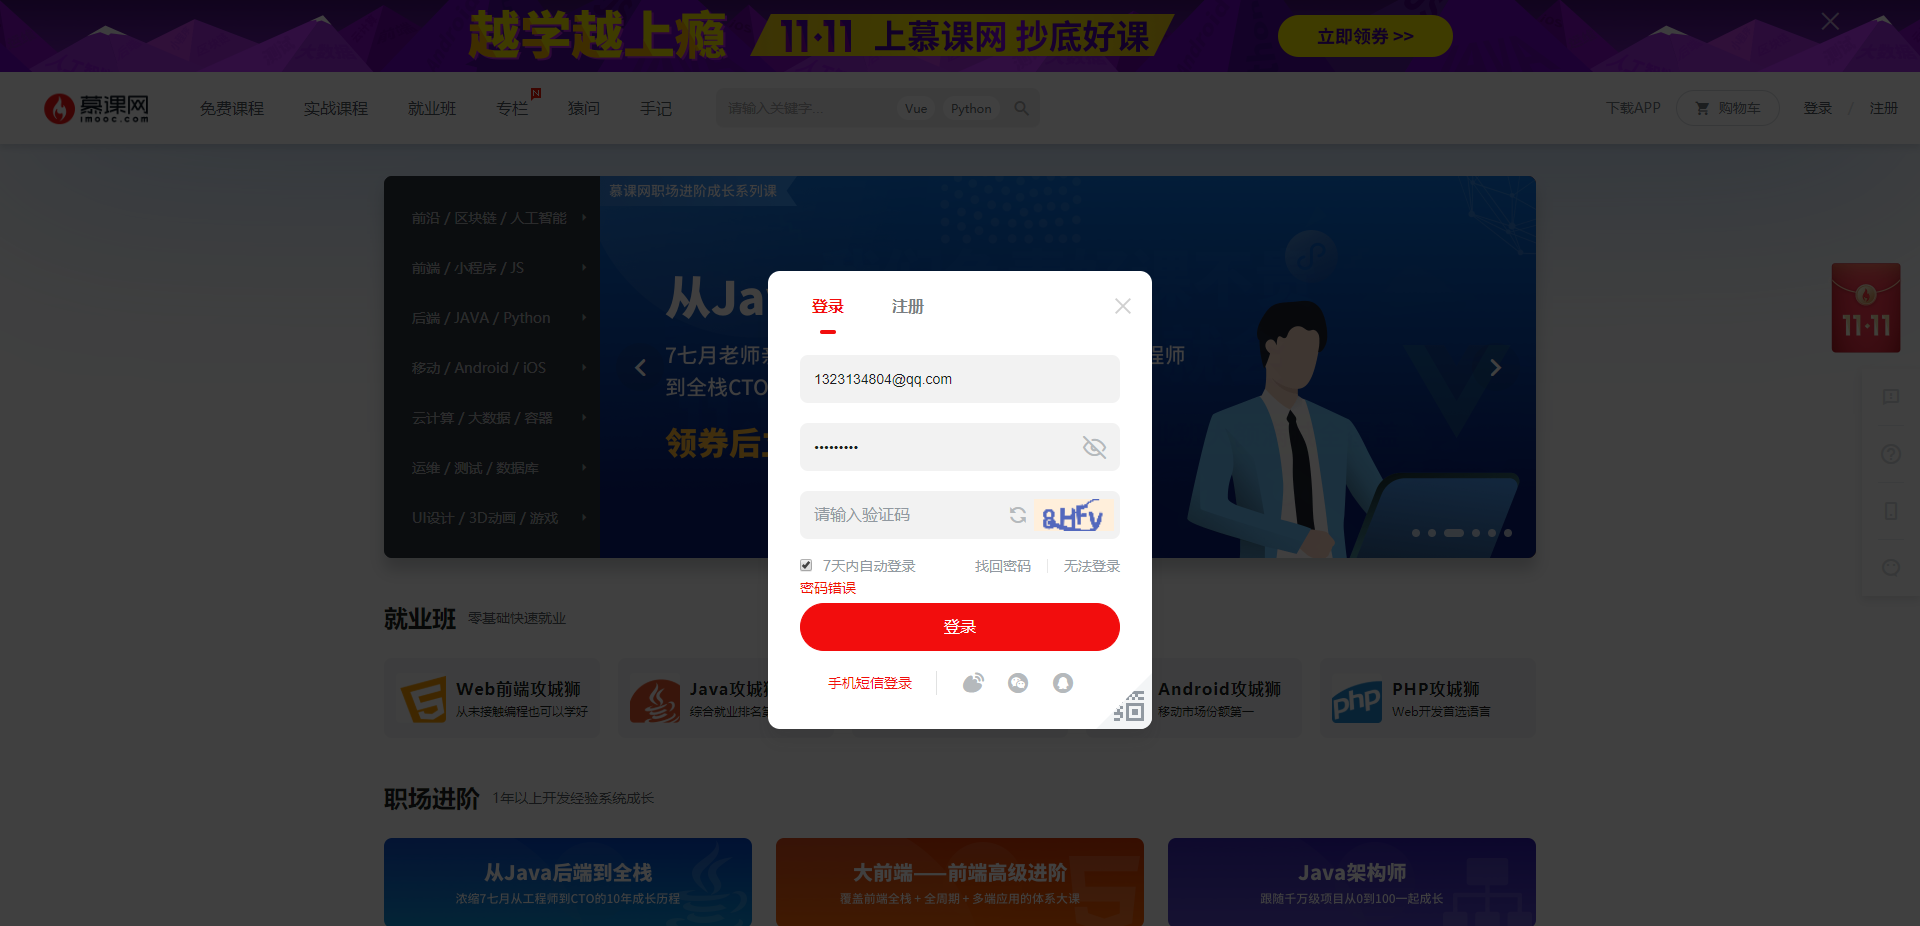 越学越上瘾 11·11 上慕课网 抄底好课 立即领券 >>
慕课网 imooc.com 免费课程 实战课程 就业班 专栏 N 猿问 手记 请输入关键字... Vue Python 下载APP 购物车 登录 / 注册
慕课网职场进阶成长系列课
前沿 / 区块链 / 人工智能
前端 / 小程序 / JS
后端 / JAVA / Python
移动 / Android / iOS
云计算 / 大数据 / 容器
运维 / 测试 / 数据库
UI设计 / 3D动画 / 游戏
从Ja
7七月老师
程师
到全栈CTO
领券后
11·11
登录 注册
1323134804@qq.com
•••••••••
请输入验证码 8HFy
7天内自动登录 找回密码 无法登录
密码错误
登录
手机短信登录
就业班 零基础快速就业
Web前端攻城狮
从未接触编程也可以学好
Java攻城
综合就业排名
Android攻城狮
移动市场份额第一
php
PHP攻城狮
Web开发首选语言
职场进阶 1年以上开发经验系统成长
从Java后端到全栈
浓缩7七月从工程师到CTO的10年成长历程
大前端——前端高级进阶
覆盖前端全栈 + 全周期 + 多端应用的体系大课
Java架构师
跟随千万级项目从0到100一起成长